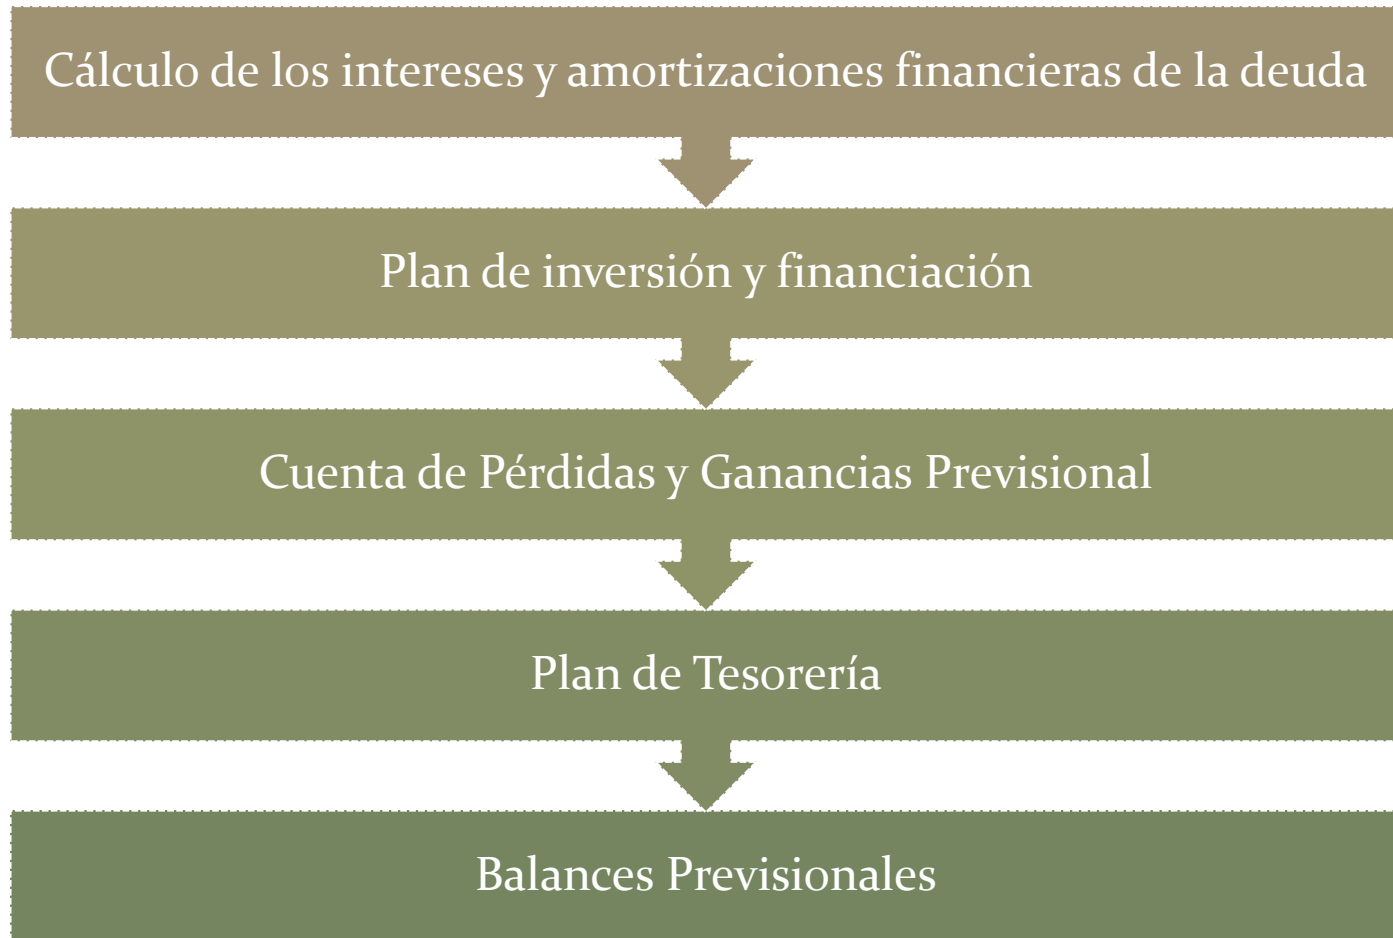 Cálculo de los intereses y amortizaciones financieras de la deuda
Plan de inversión y financiación
Cuenta de Pérdidas y Ganancias Previsional
Plan de Tesorería
Balances Previsionales